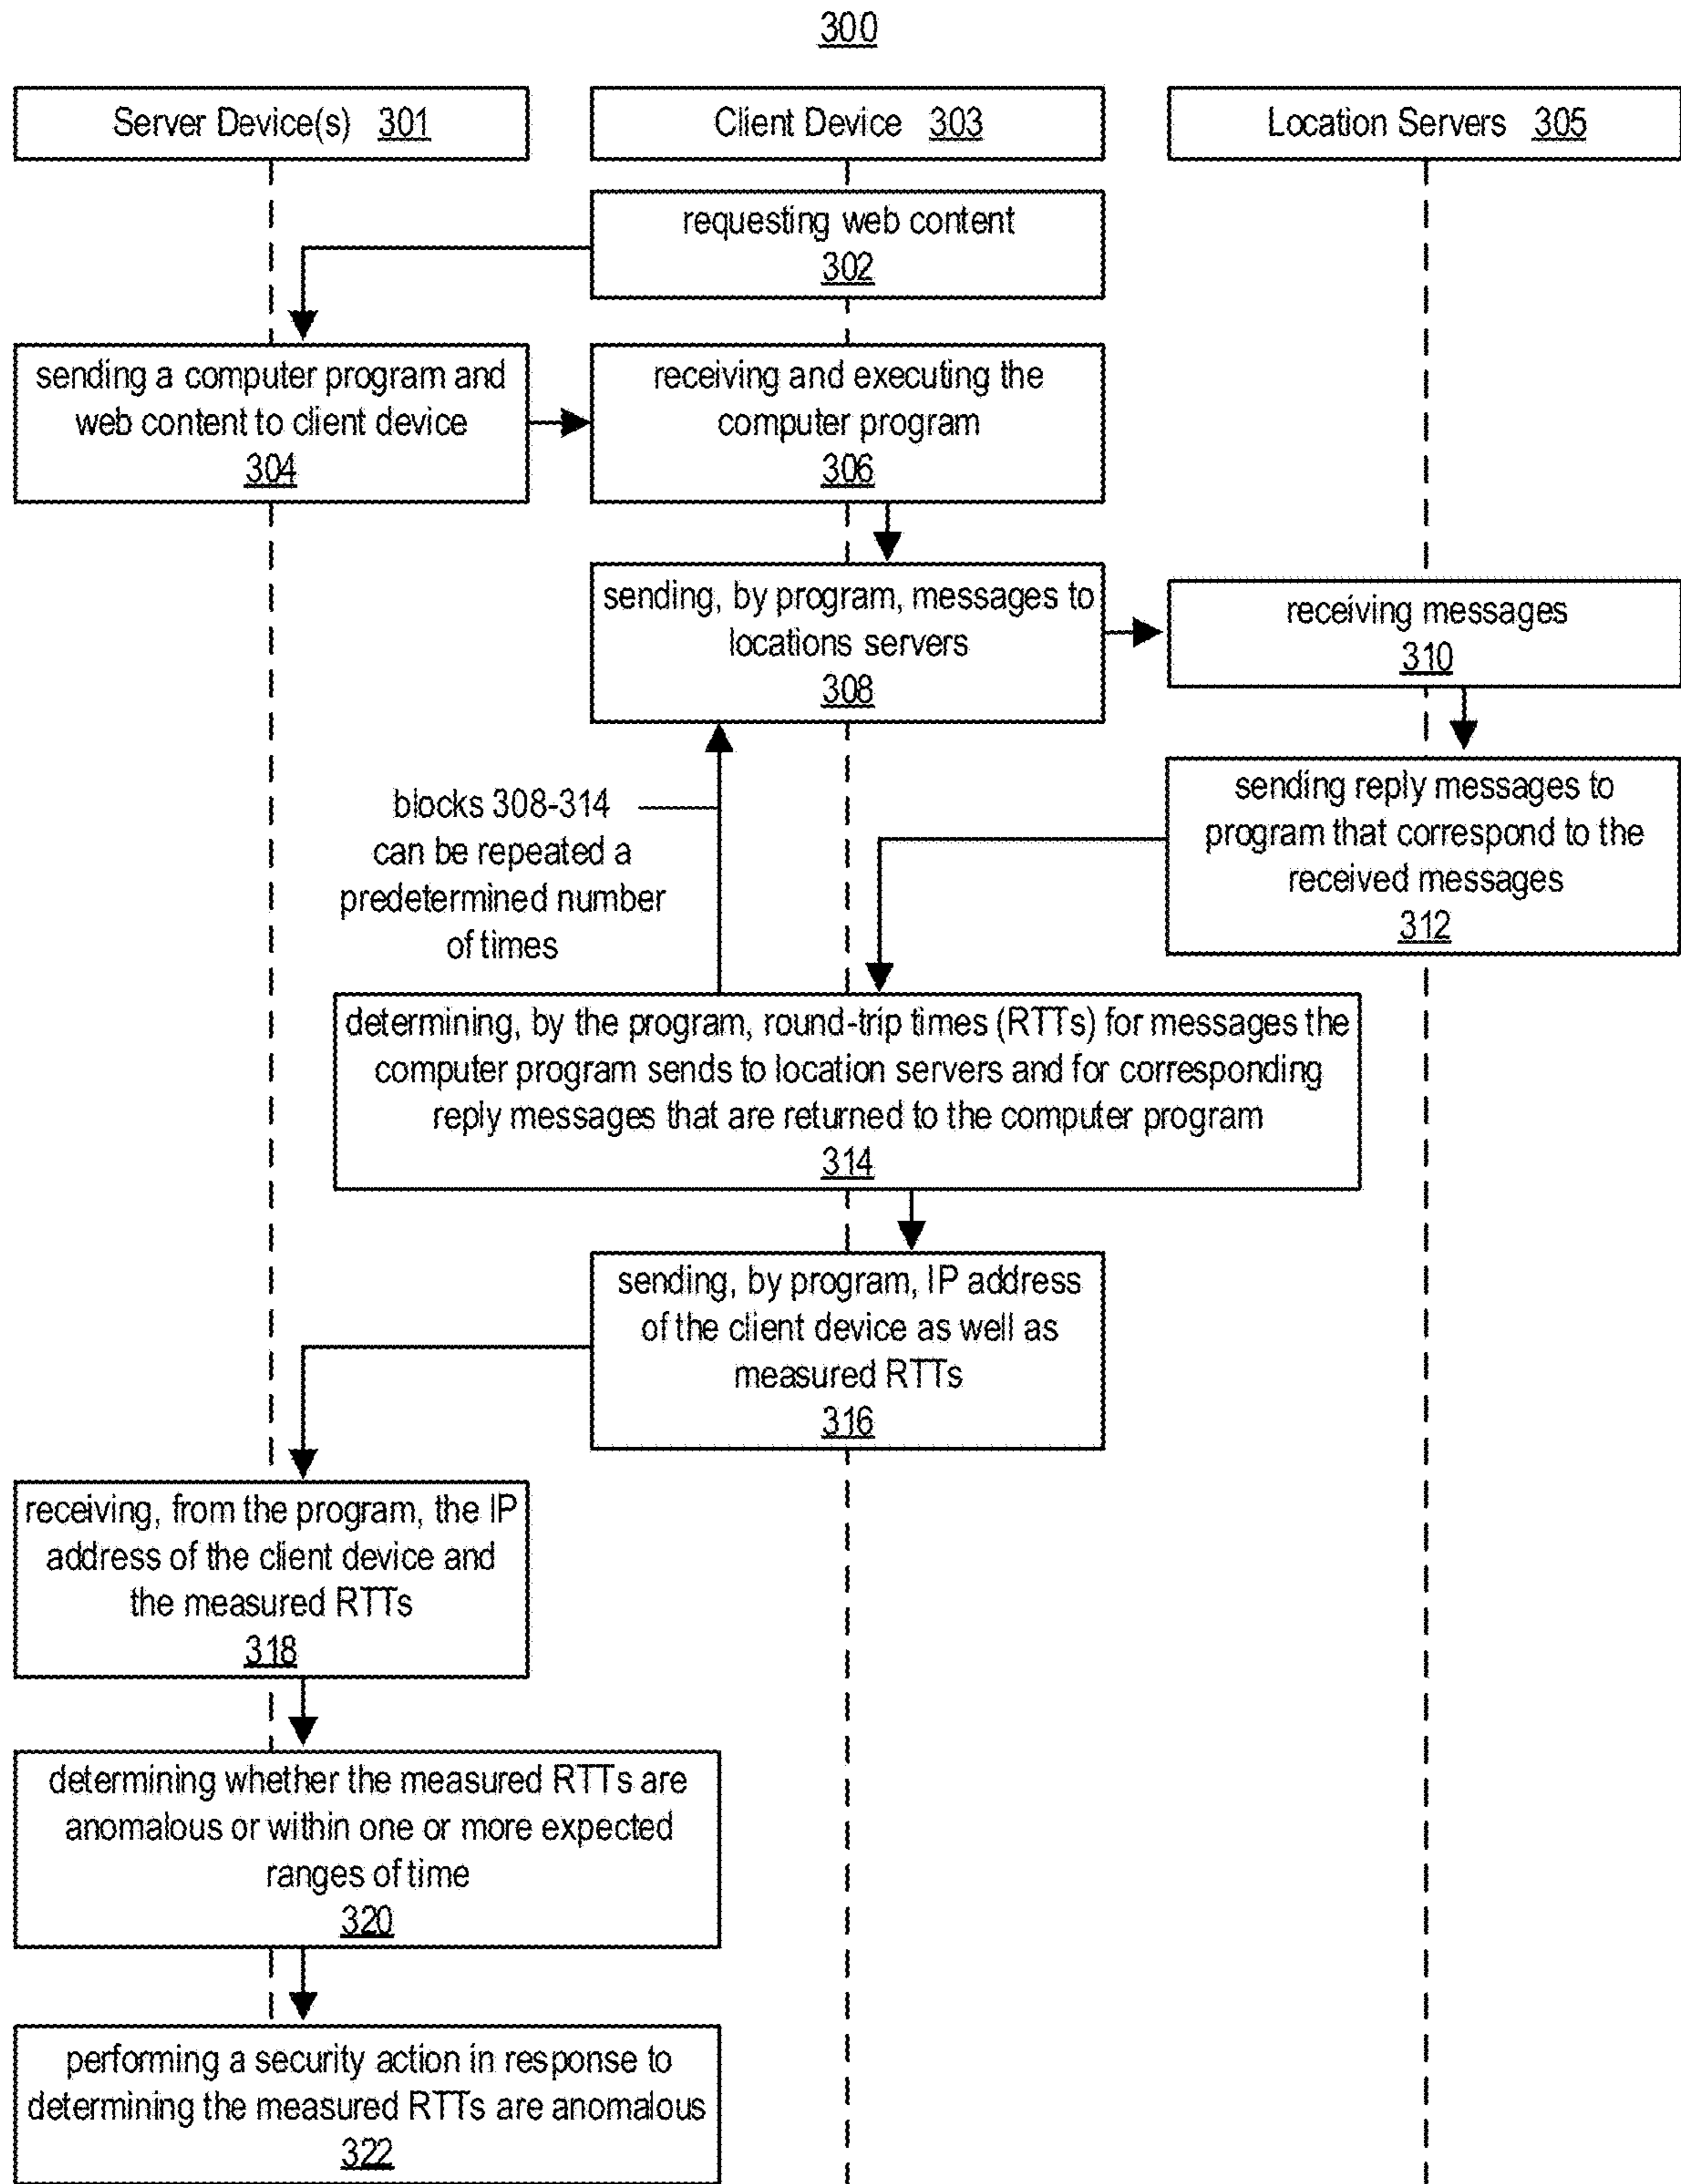 300
Server Device(s) 301
Client Device 303
Location Servers 305
requesting web content
302
sending a computer program and
web content to client device
304
receiving and executing the
computer program
306
sending, by program, messages to
locations servers
308
receiving messages
310
sending reply messages to
program that correspond to the
received messages
312
blocks 308-314
can be repeated a
predetermined number
of times
determining, by the program, round-trip times (RTTs) for messages the
computer program sends to location servers and for corresponding
reply messages that are returned to the computer program
314
sending, by program, IP address
of the client device as well as
measured RTTs
316
receiving, from the program, the IP
address of the client device and
the measured RTTs
318
determining whether the measured RTTs are
anomalous or within one or more expected
ranges of time
320
performing a security action in response to
determining the measured RTTs are anomalous
322